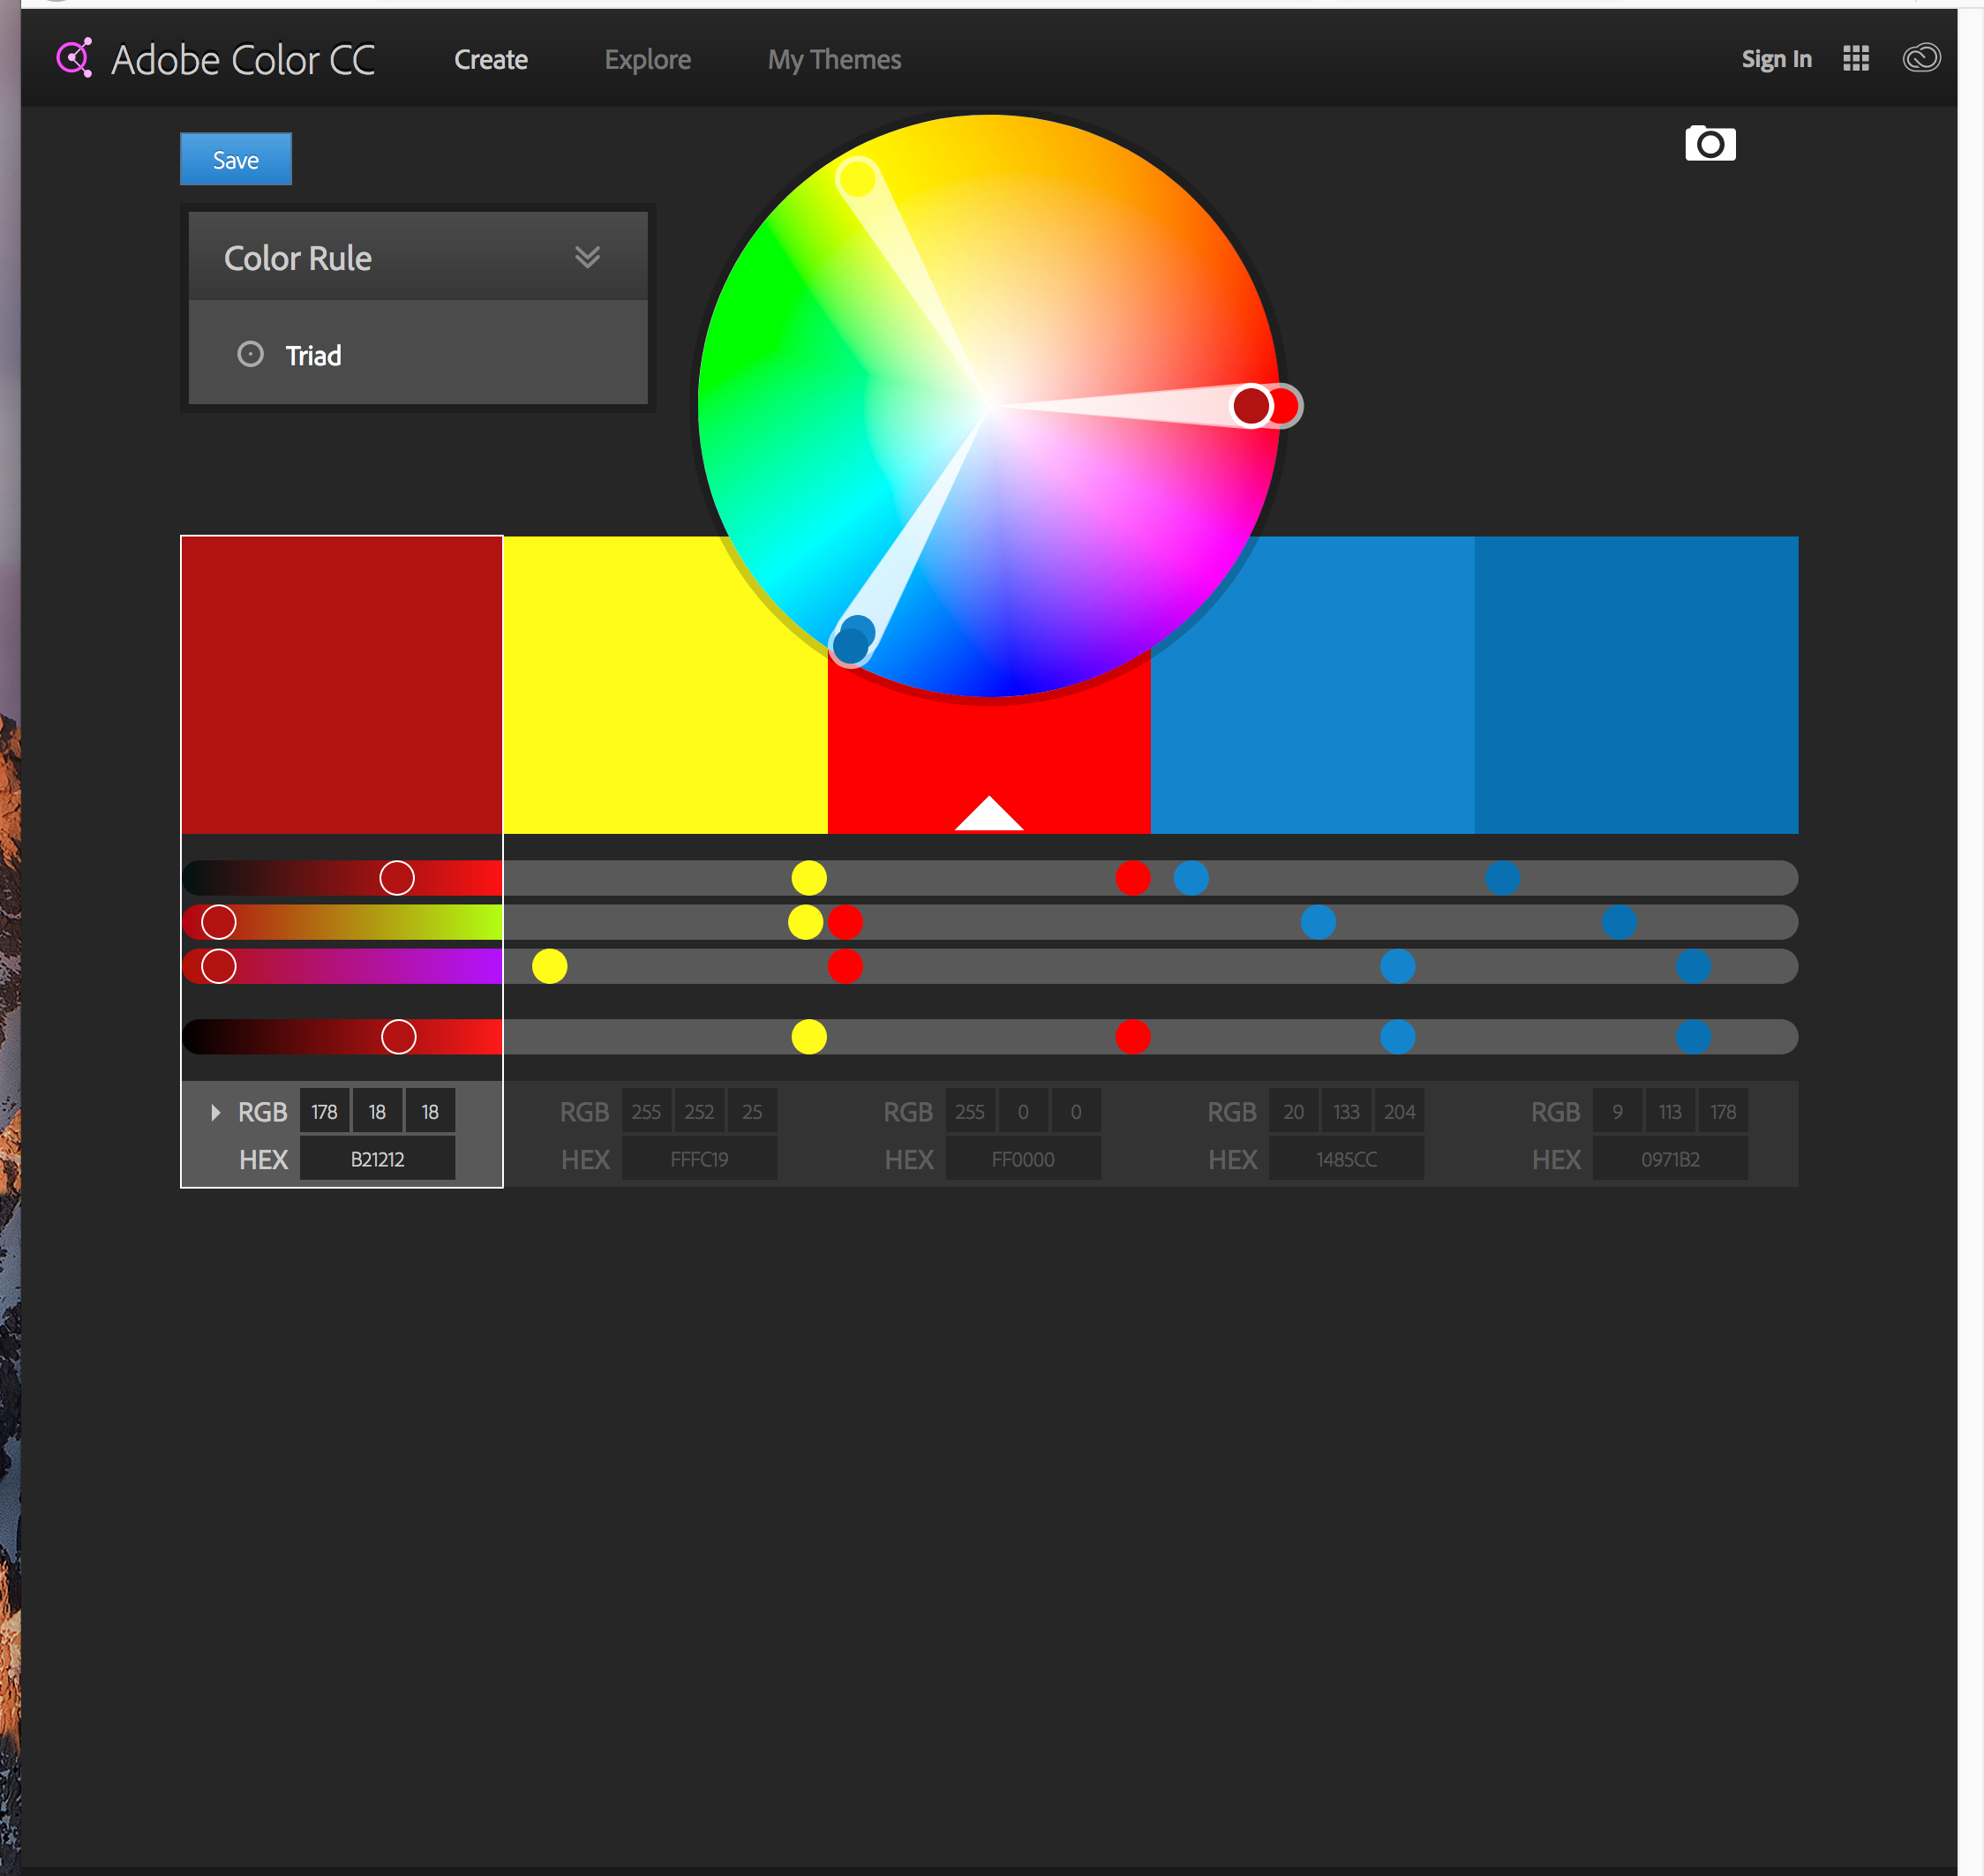 Adobe Color CC Create Explore My Themes Sign In
Save
Color Rule
Triad
RGB 178 18 18 RGB 255 252 25 RGB 255 0 0 RGB 20 133 204 RGB 9 113 178
HEX B21212 HEX FFFC19 HEX FF0000 HEX 1485CC HEX 0971B2